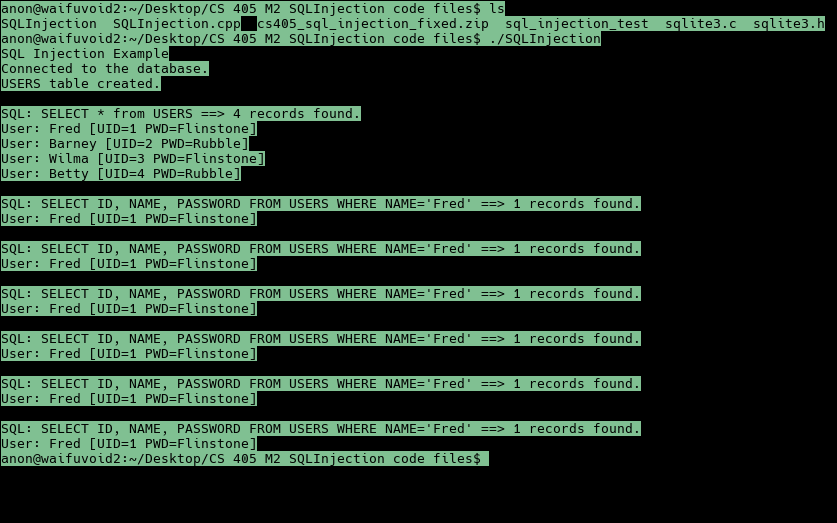 anon@waifuvoid2:~/Desktop/CS 405 M2 SQLInjection code files$ ls
SQLInjection  SQLInjection.cpp  cs405_sql_injection_fixed.zip  sql_injection_test  sqlite3.c  sqlite3.h
anon@waifuvoid2:~/Desktop/CS 405 M2 SQLInjection code files$ ./SQLInjection
SQL Injection Example
Connected to the database.
USERS table created.

SQL: SELECT * from USERS ==> 4 records found.
User: Fred [UID=1 PWD=Flinstone]
User: Barney [UID=2 PWD=Rubble]
User: Wilma [UID=3 PWD=Flinstone]
User: Betty [UID=4 PWD=Rubble]

SQL: SELECT ID, NAME, PASSWORD FROM USERS WHERE NAME='Fred' ==> 1 records found.
User: Fred [UID=1 PWD=Flinstone]

SQL: SELECT ID, NAME, PASSWORD FROM USERS WHERE NAME='Fred' ==> 1 records found.
User: Fred [UID=1 PWD=Flinstone]

SQL: SELECT ID, NAME, PASSWORD FROM USERS WHERE NAME='Fred' ==> 1 records found.
User: Fred [UID=1 PWD=Flinstone]

SQL: SELECT ID, NAME, PASSWORD FROM USERS WHERE NAME='Fred' ==> 1 records found.
User: Fred [UID=1 PWD=Flinstone]

SQL: SELECT ID, NAME, PASSWORD FROM USERS WHERE NAME='Fred' ==> 1 records found.
User: Fred [UID=1 PWD=Flinstone]

SQL: SELECT ID, NAME, PASSWORD FROM USERS WHERE NAME='Fred' ==> 1 records found.
User: Fred [UID=1 PWD=Flinstone]
anon@waifuvoid2:~/Desktop/CS 405 M2 SQLInjection code files$